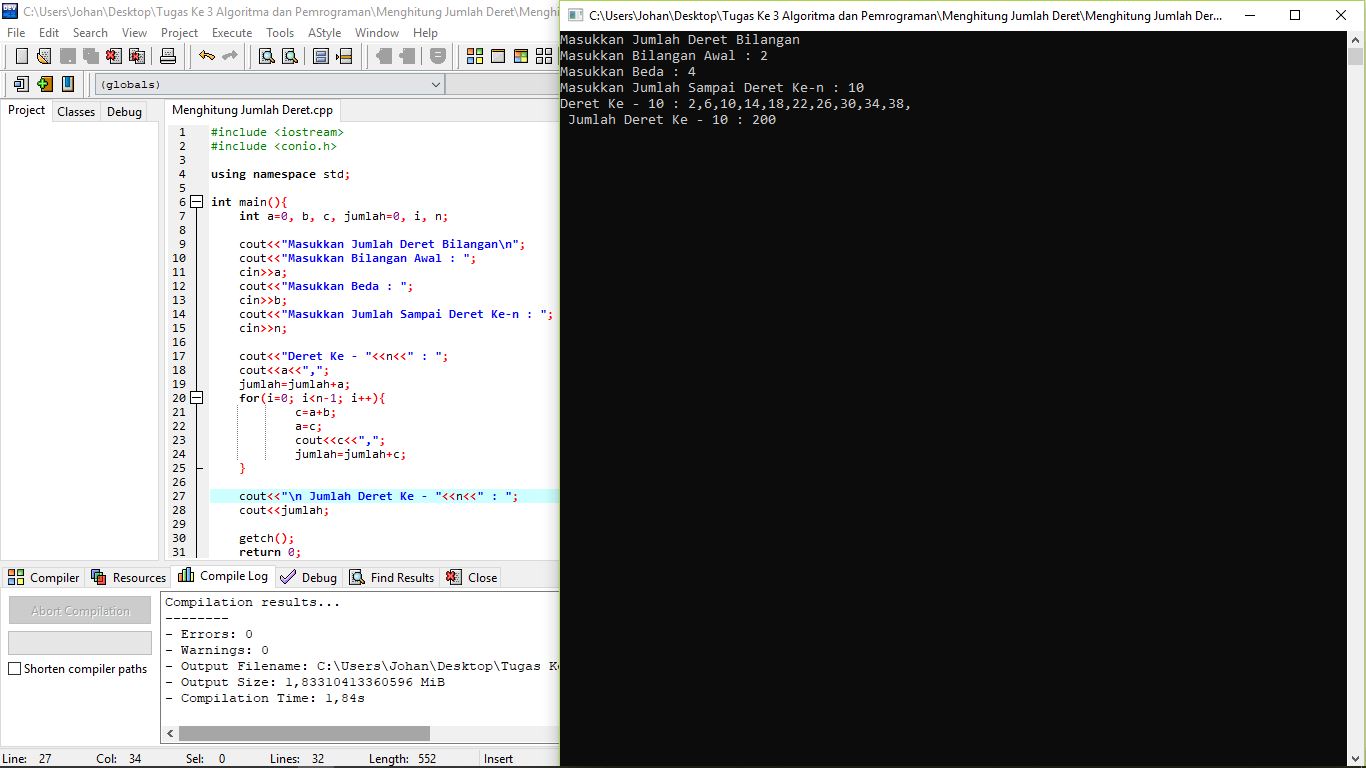 C:\Users\Johan\Desktop\Tugas Ke 3 Algoritma dan Pemrograman\Menghitung Jumlah Deret\Menghitun
File Edit Search View Project Execute Tools AStyle Window Help
(globals)
Project Classes Debug
Menghitung Jumlah Deret.cpp
1 #include <iostream>
2 #include <conio.h>
3
4 using namespace std;
5
6 int main(){
7 int a=0, b, c, jumlah=0, i, n;
8
9 cout<<"Masukkan Jumlah Deret Bilangan\n";
10 cout<<"Masukkan Bilangan Awal : ";
11 cin>>a;
12 cout<<"Masukkan Beda : ";
13 cin>>b;
14 cout<<"Masukkan Jumlah Sampai Deret Ke-n : ";
15 cin>>n;
16
17 cout<<"Deret Ke - "<<n<<" : ";
18 cout<<a<<",";
19 jumlah=jumlah+a;
20 for(i=0; i<n-1; i++){
21 c=a+b;
22 a=c;
23 cout<<c<<",";
24 jumlah=jumlah+c;
25 }
26
27 cout<<"\n Jumlah Deret Ke - "<<n<<" : ";
28 cout<<jumlah;
29
30 getch();
31 return 0;
Compiler Resources Compile Log Debug Find Results Close
Abort Compilation
Shorten compiler paths
Compilation results...
--------
- Errors: 0
- Warnings: 0
- Output Filename: C:\Users\Johan\Desktop\Tugas Ke
- Output Size: 1,83310413360596 MiB
- Compilation Time: 1,84s
Line: 27 Col: 34 Sel: 0 Lines: 32 Length: 552 Insert
C:\Users\Johan\Desktop\Tugas Ke 3 Algoritma dan Pemrograman\Menghitung Jumlah Deret\Menghitung Jumlah Der...
Masukkan Jumlah Deret Bilangan
Masukkan Bilangan Awal : 2
Masukkan Beda : 4
Masukkan Jumlah Sampai Deret Ke-n : 10
Deret Ke - 10 : 2,6,10,14,18,22,26,30,34,38,
Jumlah Deret Ke - 10 : 200